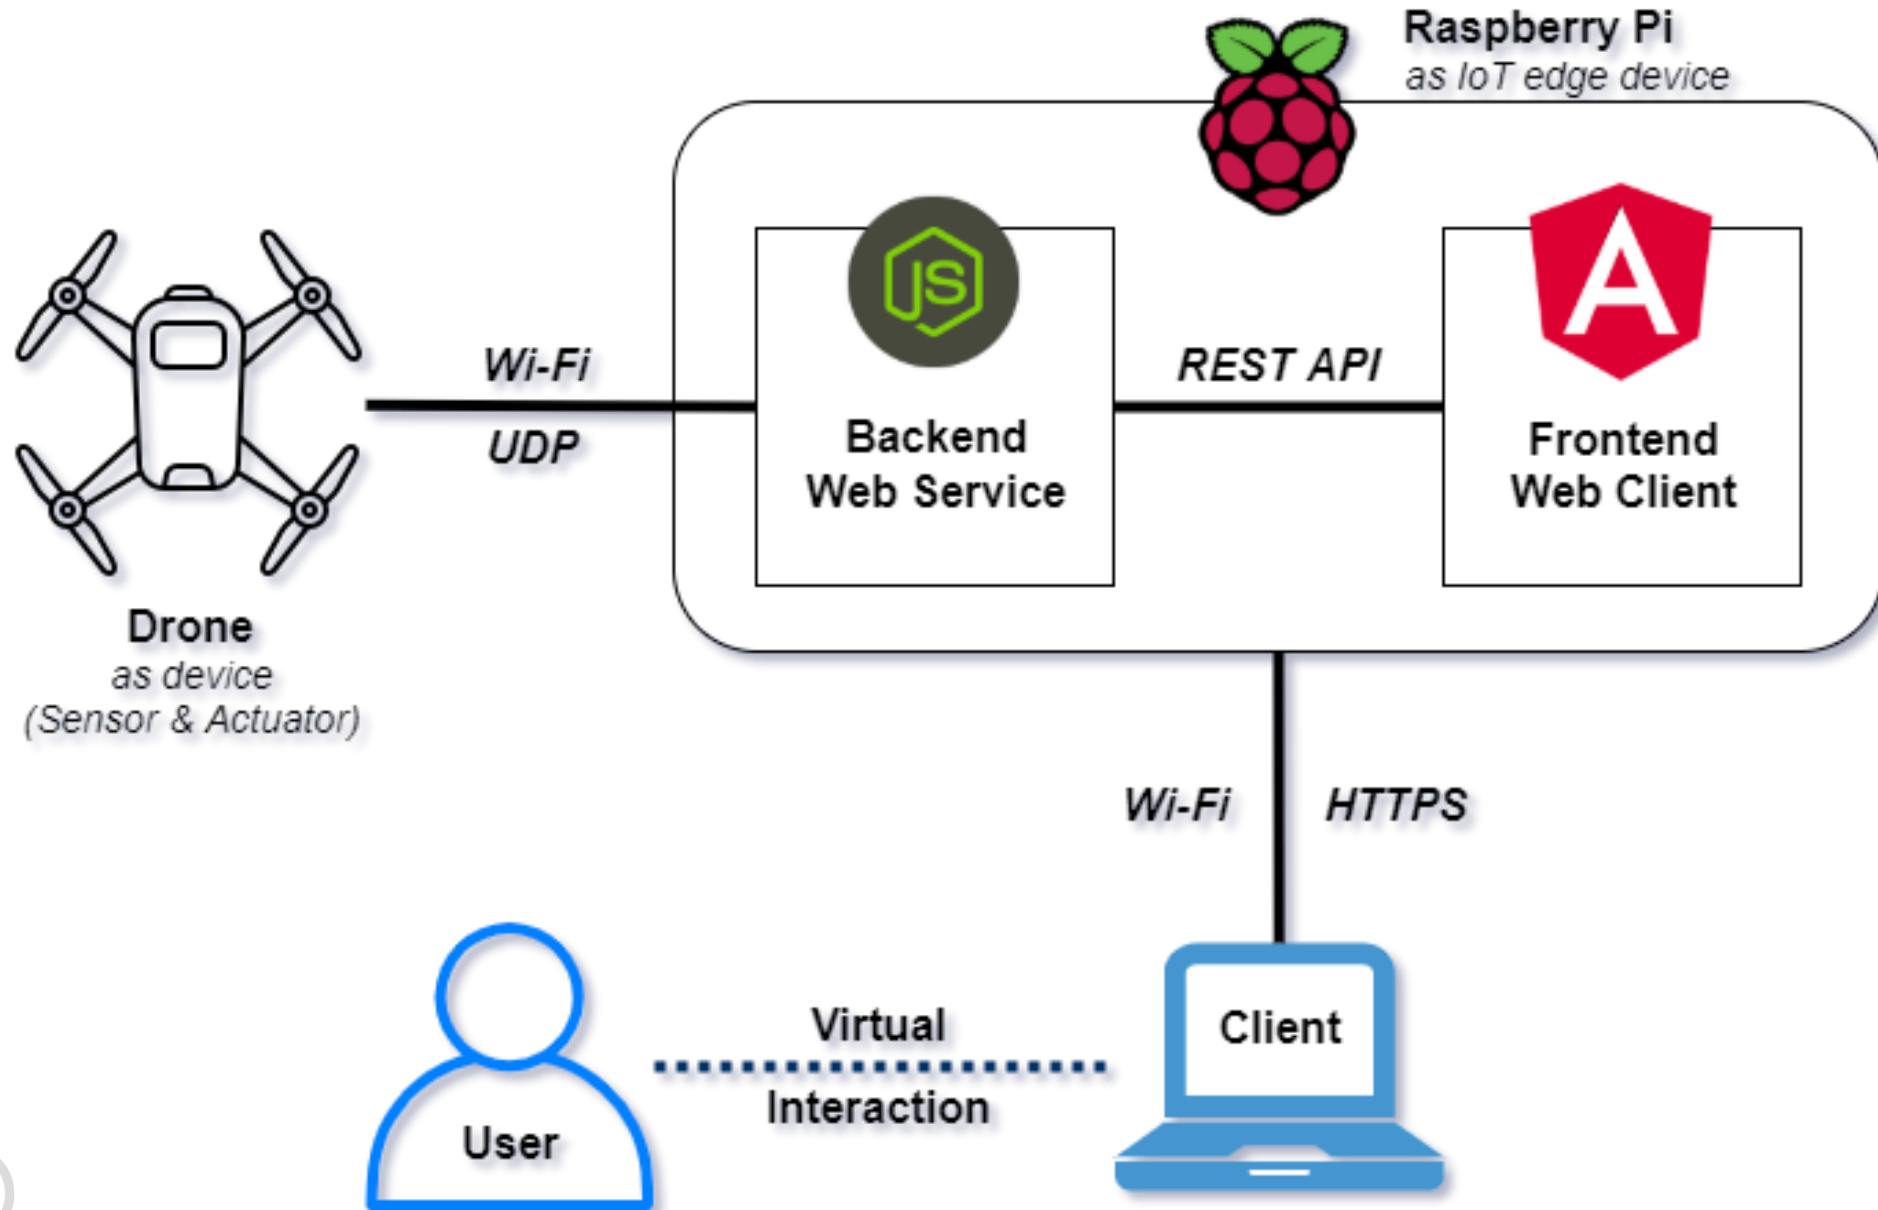 Raspberry Pi
as IoT edge device
JS
A
Wi-Fi
UDP
REST API
Backend
Web Service
Frontend
Web Client
Drone
as device
(Sensor & Actuator)
Wi-Fi
HTTPS
Virtual
Interaction
Client
User